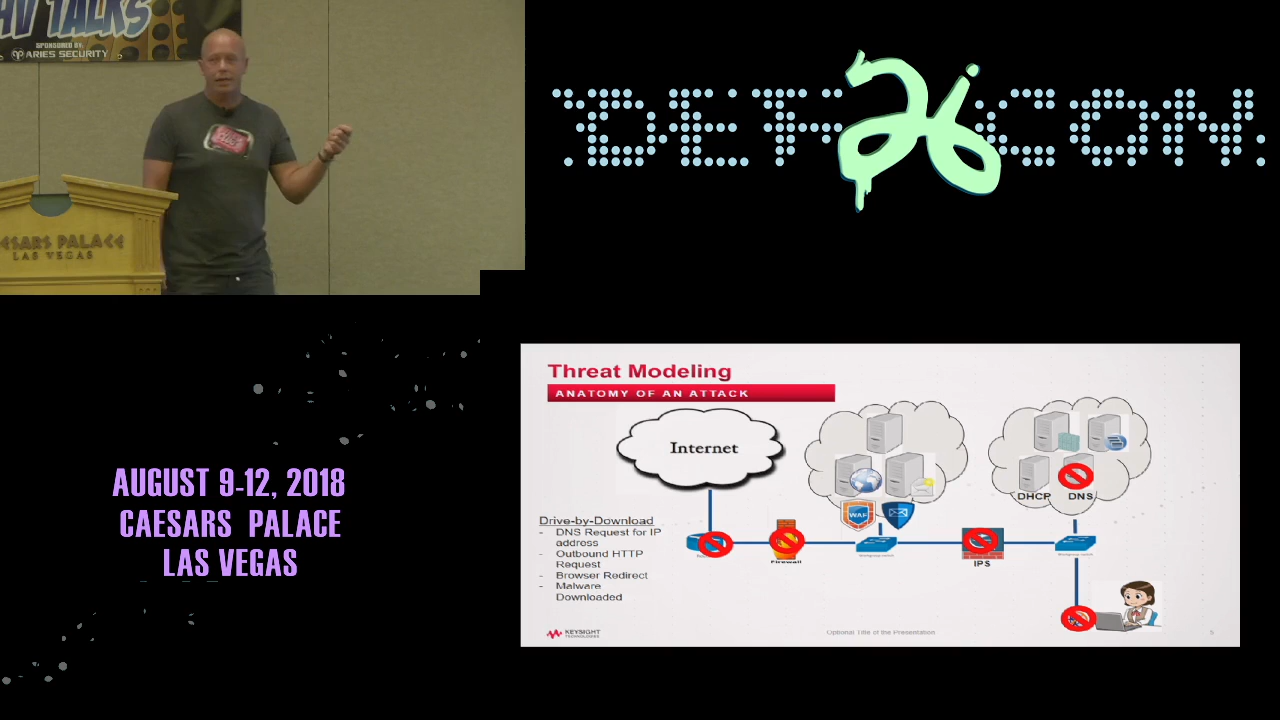 HV TALKS
SPONSORED BY:
ARIES SECURITY
CAESARS PALACE
LAS VEGAS
DEF CON 26
AUGUST 9-12, 2018
CAESARS PALACE
LAS VEGAS
Threat Modeling
ANATOMY OF AN ATTACK
Internet
WAF
DHCP
DNS
Firewall
IPS
Drive-by-Download
- DNS Request for IP
address
- Outbound HTTP
Request
- Browser Redirect
- Malware
Downloaded
KEYSIGHT
TECHNOLOGIES
Optional Title of the Presentation
5